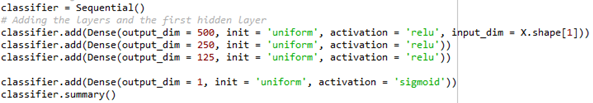 classifier = Sequential()
# Adding the Layers and the first hidden layer
classifier.add(Dense(output_dim = 500, init = 'uniform', activation = 'relu', input_dim = X.shape[1]))
classifier.add(Dense(output_dim = 250, init = 'uniform', activation = 'relu'))
classifier.add(Dense(output_dim = 125, init = 'uniform', activation = 'relu'))
classifier.add(Dense(output_dim = 1, init = 'uniform', activation = 'sigmoid'))
classifier.summary()